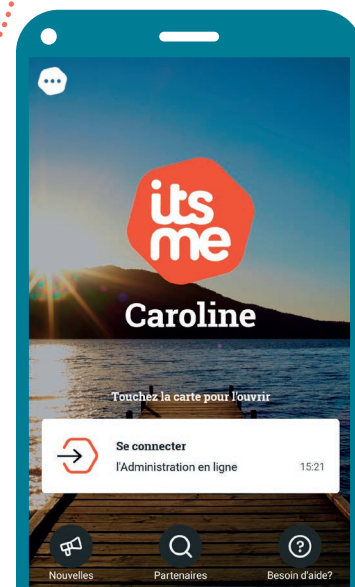 its
me
Caroline
Touchez la carte pour l'ouvrir
Se connecter
l'Administration en ligne 15:21
Nouvelles Partenaires Besoin d'aide?